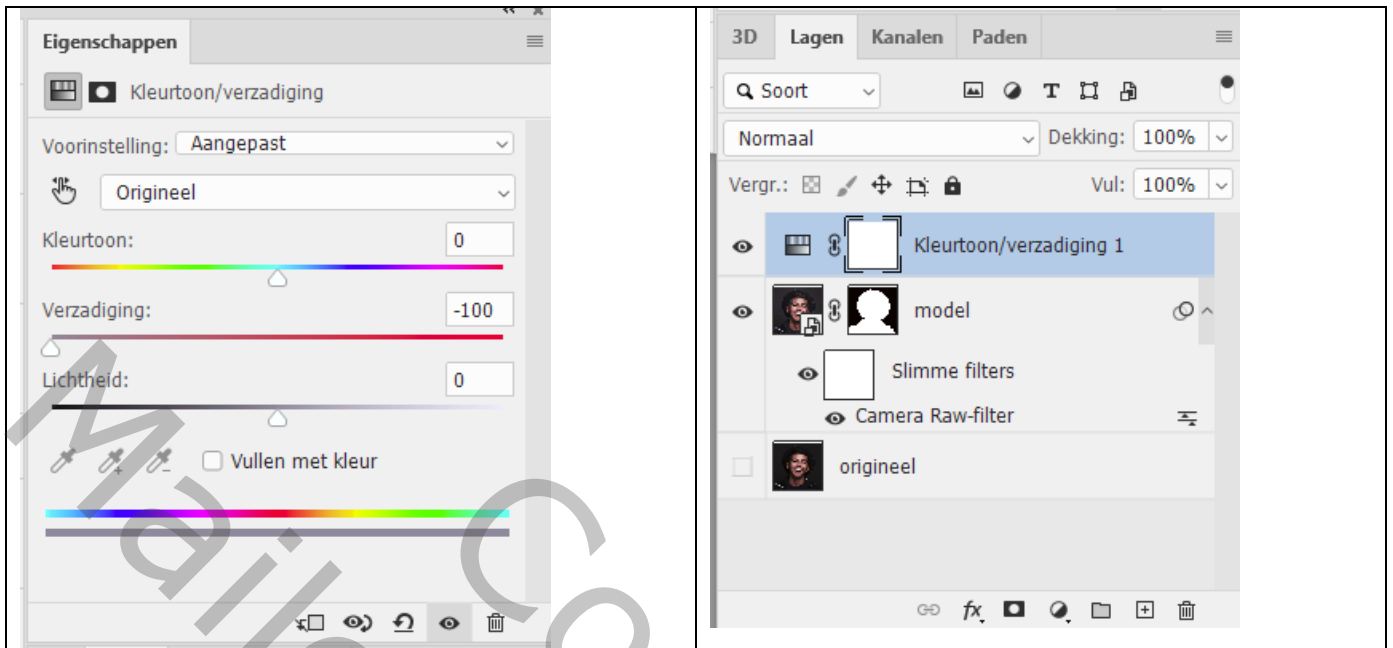 Eigenschappen
Kleurtoon/verzadiging
Voorinstelling: Aangepast
Origineel
Kleurtoon: 0
Verzadiging: -100
Lichtheid: 0
Vullen met kleur
3D Lagen Kanalen Paden
Soort T
Normaal Dekking: 100%
Vergr.: Vul: 100%
Kleurtoon/verzadiging 1
model
Slimme filters
Camera Raw-filter
origineel
fx